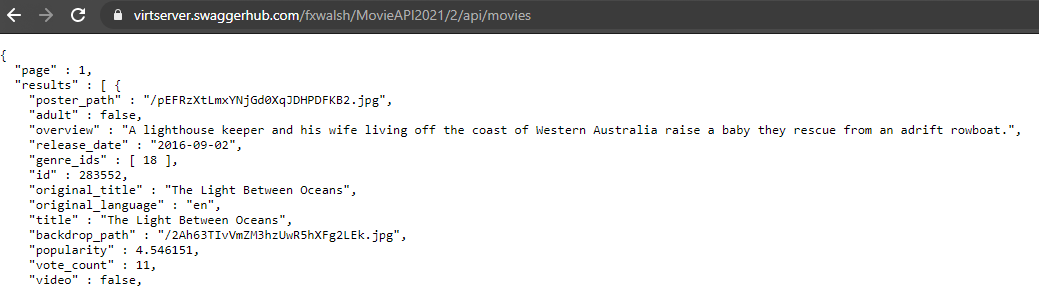 virtserver.swaggerhub.com/fxwalsh/MovieAPI2021/2/api/movies
{
  "page" : 1,
  "results" : [ {
    "poster_path" : "/pEFRzXtLmxYNjGd0XqJDHPDFKB2.jpg",
    "adult" : false,
    "overview" : "A lighthouse keeper and his wife living off the coast of Western Australia raise a baby they rescue from an adrift rowboat.",
    "release_date" : "2016-09-02",
    "genre_ids" : [ 18 ],
    "id" : 283552,
    "original_title" : "The Light Between Oceans",
    "original_language" : "en",
    "title" : "The Light Between Oceans",
    "backdrop_path" : "/2Ah63TIvVmZM3hzUwR5hXFg2LEk.jpg",
    "popularity" : 4.546151,
    "vote_count" : 11,
    "video" : false,